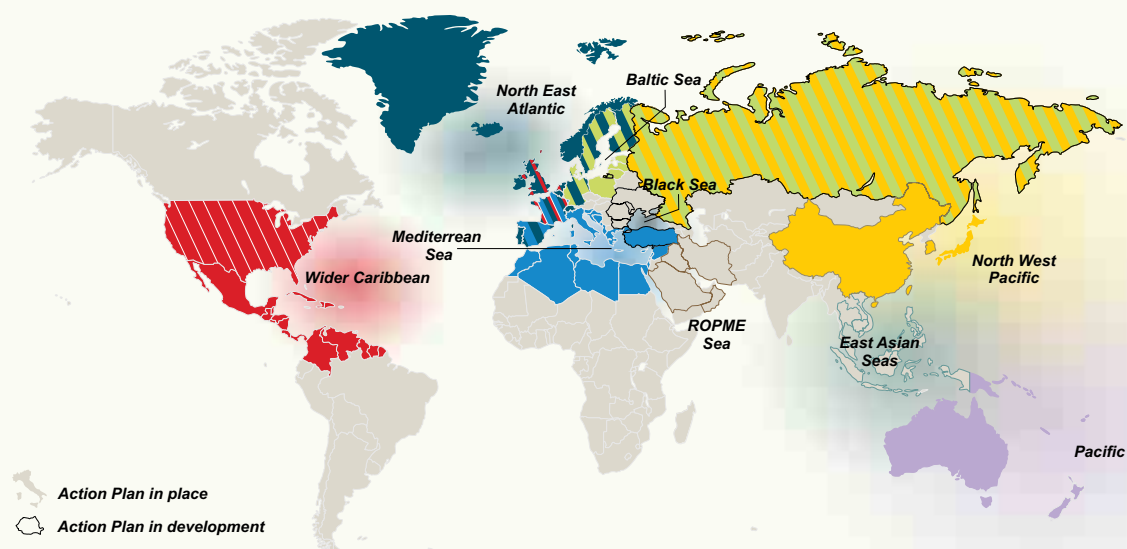 Baltic Sea
North East
Atlantic
Black Sea
Mediterrean
Sea
Wider Caribbean
North West
Pacific
ROPME
Sea
East Asian
Seas
Pacific
Action Plan in place
Action Plan in development